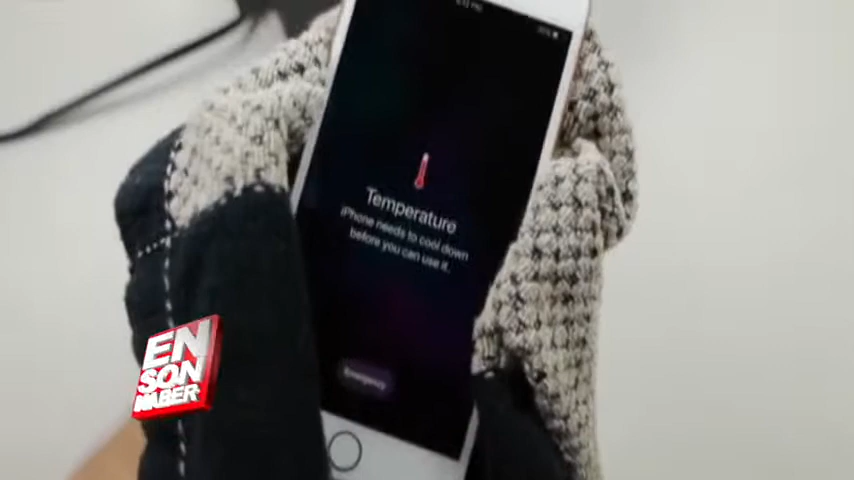 Temperature
iPhone needs to cool down
before you can use it.
Emergency
EN
SON
HABER